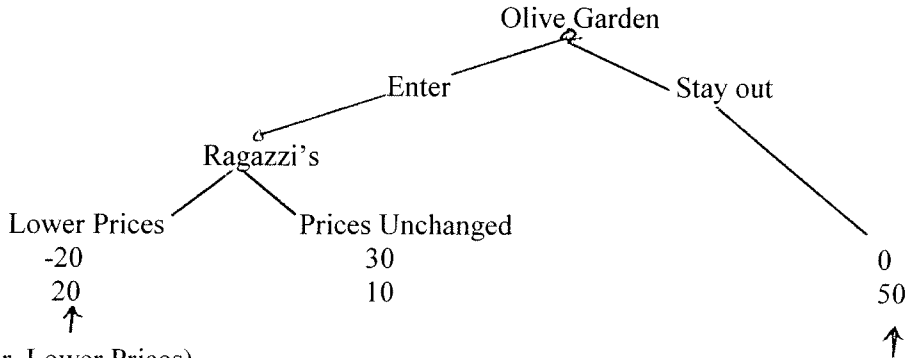 Olive Garden
Enter Stay out
Ragazzi's
Lower Prices Prices Unchanged
-20 30 0
20 10 50
Lower Prices)